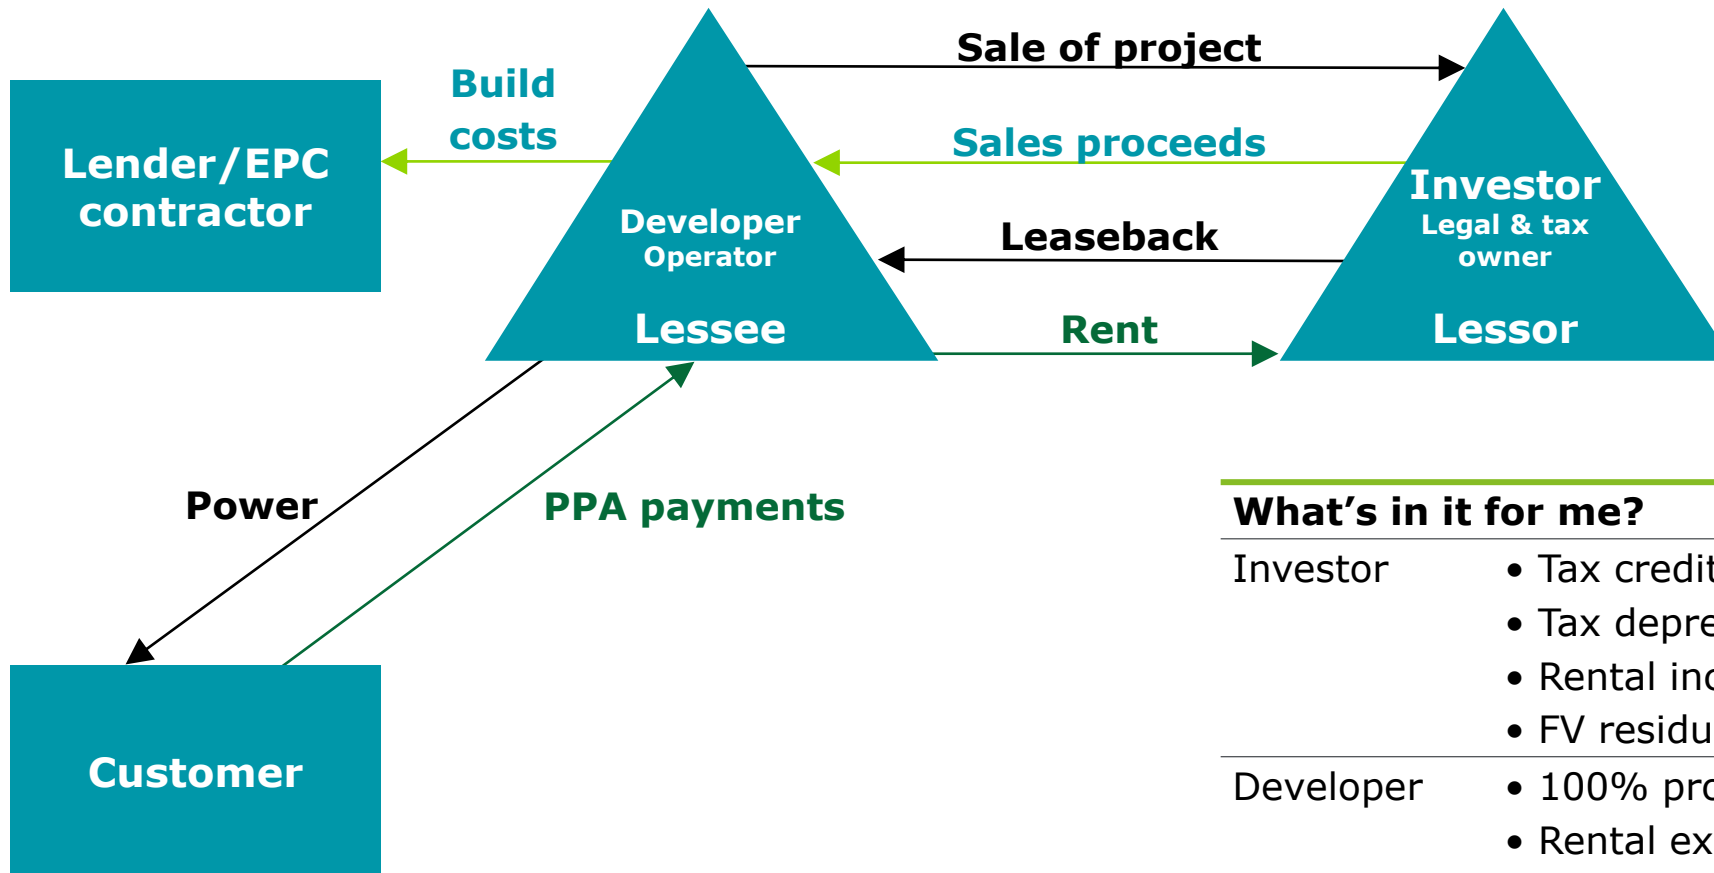 Sale of project
Build
costs
Sales proceeds
Lender/EPC
contractor
Developer
Operator
Lessee
Leaseback
Rent
Investor
Legal & tax
owner
Lessor
Power
PPA payments
Customer
What’s in it for me?
Investor • Tax credit
• Tax depre
• Rental inc
• FV residu
Developer • 100% pro
• Rental ex